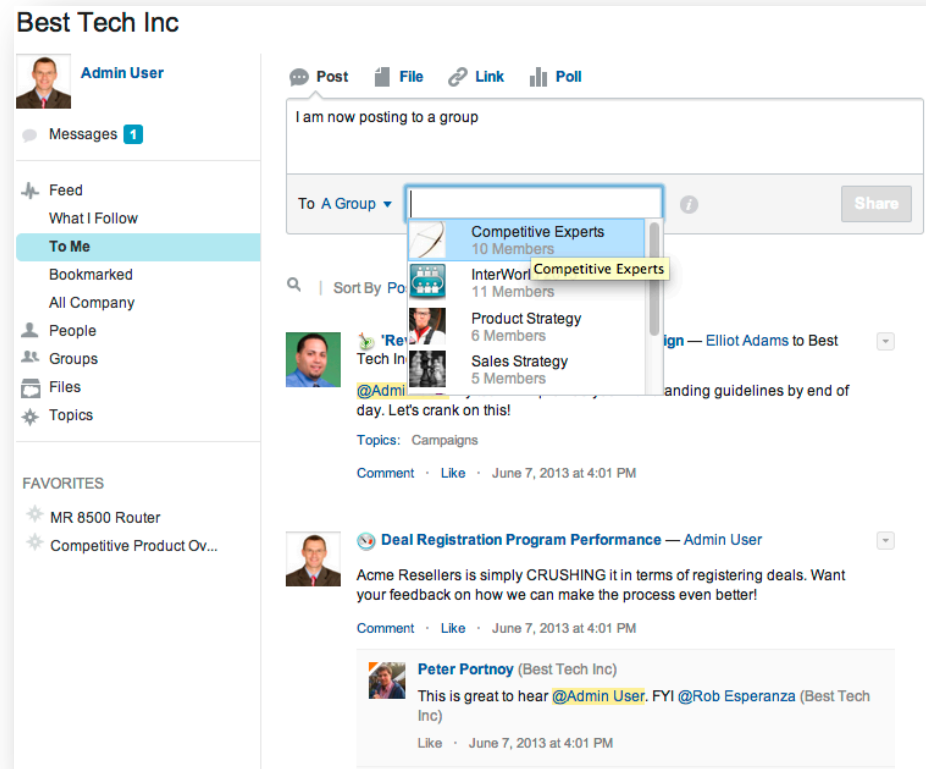 Best Tech Inc
Admin User
Messages 1
Feed
What I Follow
To Me
Bookmarked
All Company
People
Groups
Files
Topics
FAVORITES
MR 8500 Router
Competitive Product Ov...
Post File Link Poll
I am now posting to a group
To A Group Share
Competitive Experts
10 Members
Competitive Experts
11 Members
Product Strategy
6 Members
Sales Strategy
5 Members
Sort By
— Elliot Adams to Best
Tech
guidelines by end of
day. Let's crank on this!
Topics: Campaigns
Comment · Like · June 7, 2013 at 4:01 PM
Deal Registration Program Performance — Admin User
Acme Resellers is simply CRUSHING it in terms of registering deals. Want
your feedback on how we can make the process even better!
Comment · Like · June 7, 2013 at 4:01 PM
Peter Portnoy (Best Tech Inc)
This is great to hear @Admin User. FYI @Rob Esperanza (Best Tech
Inc)
Like · June 7, 2013 at 4:01 PM